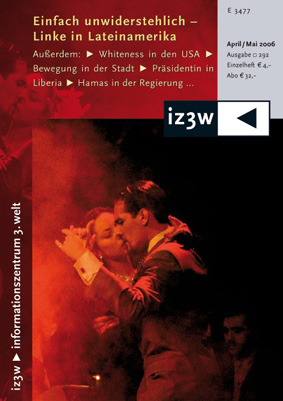 Einfach unwiderstehlich –
Linke in Lateinamerika
Außerdem: ► Whiteness in den USA ►
Bewegung in der Stadt ► Präsidentin in
Liberia ► Hamas in der Regierung ...
E 3477
April/Mai 2006
Ausgabe □ 292
Einzelheft € 4,-
Abo € 32,-
iz3w
iz3w ► informationszentrum 3. welt